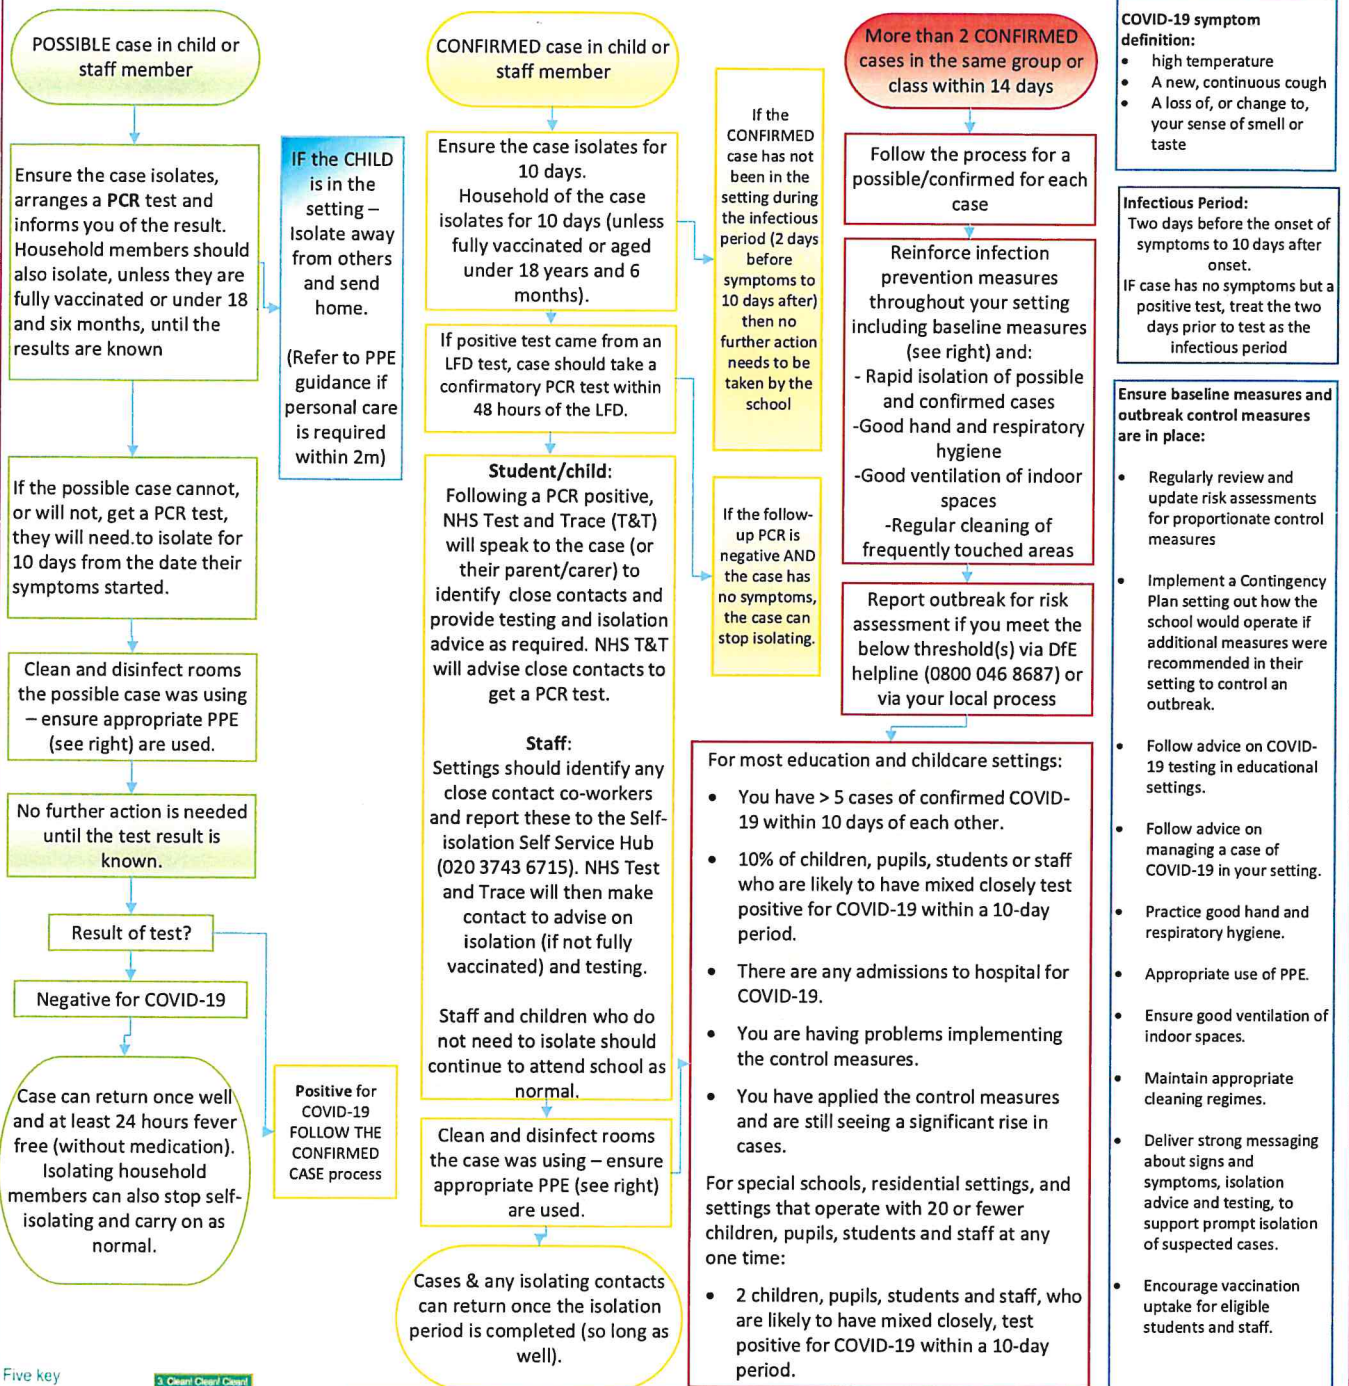 POSSIBLE case in child or
staff member
Ensure the case isolates,
arranges a PCR test and
informs you of the result.
Household members should
also isolate, unless they are
fully vaccinated or under 18
and six months, until the
results are known
IF the CHILD
is in the
setting –
Isolate away
from others
and send
home.
(Refer to PPE
guidance if
personal care
is required
within 2m)
If the possible case cannot,
or will not, get a PCR test,
they will need.to isolate for
10 days from the date their
symptoms started.
Clean and disinfect rooms
the possible case was using
– ensure appropriate PPE
(see right) are used.
No further action is needed
until the test result is
known.
Result of test?
Negative for COVID-19
Case can return once well
and at least 24 hours fever
free (without medication).
Isolating household
members can also stop self-
isolating and carry on as
normal.
Positive for
COVID-19
FOLLOW THE
CONFIRMED
CASE process
CONFIRMED case in child or
staff member
Ensure the case isolates for
10 days.
Household of the case
isolates for 10 days (unless
fully vaccinated or aged
under 18 years and 6
months).
If positive test came from an
LFD test, case should take a
confirmatory PCR test within
48 hours of the LFD.
Student/child:
Following a PCR positive,
NHS Test and Trace (T&T)
will speak to the case (or
their parent/carer) to
identify close contacts and
provide testing and isolation
advice as required. NHS T&T
will advise close contacts to
get a PCR test.
Staff:
Settings should identify any
close contact co-workers
and report these to the Self-
isolation Self Service Hub
(020 3743 6715). NHS Test
and Trace will then make
contact to advise on
isolation (if not fully
vaccinated) and testing.
Staff and children who do
not need to isolate should
continue to attend school as
normal.
Clean and disinfect rooms
the case was using – ensure
appropriate PPE (see right)
are used.
Cases & any isolating contacts
can return once the isolation
period is completed (so long as
well).
If the
CONFIRMED
case has not
been in the
setting during
the infectious
period (2 days
before
symptoms to
10 days after)
then no
further action
needs to be
taken by the
school
If the follow-
up PCR is
negative AND
the case has
no symptoms,
the case can
stop isolating.
More than 2 CONFIRMED
cases in the same group or
class within 14 days
Follow the process for a
possible/confirmed for each
case
Reinforce infection
prevention measures
throughout your setting
including baseline measures
(see right) and:
- Rapid isolation of possible
and confirmed cases
-Good hand and respiratory
hygiene
-Good ventilation of indoor
spaces
-Regular cleaning of
frequently touched areas
Report outbreak for risk
assessment if you meet the
below threshold(s) via DfE
helpline (0800 046 8687) or
via your local process
For most education and childcare settings:
• You have > 5 cases of confirmed COVID-
19 within 10 days of each other.
• 10% of children, pupils, students or staff
who are likely to have mixed closely test
positive for COVID-19 within a 10-day
period.
• There are any admissions to hospital for
COVID-19.
• You are having problems implementing
the control measures.
• You have applied the control measures
and are still seeing a significant rise in
cases.
For special schools, residential settings, and
settings that operate with 20 or fewer
children, pupils, students and staff at any
one time:
• 2 children, pupils, students and staff, who
are likely to have mixed closely, test
positive for COVID-19 within a 10-day
period.
COVID-19 symptom
definition:
• high temperature
• A new, continuous cough
• A loss of, or change to,
your sense of smell or
taste
Infectious Period:
Two days before the onset of
symptoms to 10 days after
onset.
IF case has no symptoms but a
positive test, treat the two
days prior to test as the
infectious period
Ensure baseline measures and
outbreak control measures
are in place:
• Regularly review and
update risk assessments
for proportionate control
measures
• Implement a Contingency
Plan setting out how the
school would operate if
additional measures were
recommended in their
setting to control an
outbreak.
• Follow advice on COVID-
19 testing in educational
settings.
• Follow advice on
managing a case of
COVID-19 in your setting.
• Practice good hand and
respiratory hygiene.
• Appropriate use of PPE.
• Ensure good ventilation of
indoor spaces.
• Maintain appropriate
cleaning regimes.
• Deliver strong messaging
about signs and
symptoms, isolation
advice and testing, to
support prompt isolation
of suspected cases.
• Encourage vaccination
uptake for eligible
students and staff.
Five key
3. Clean! Clean! Clean!